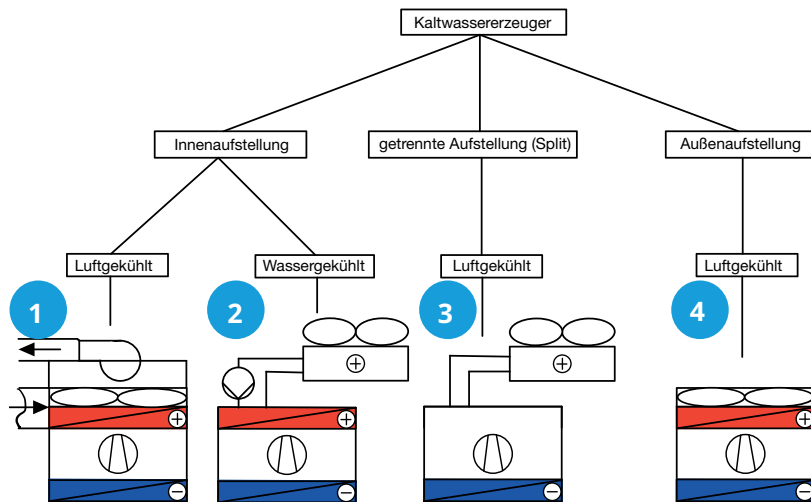 Kaltwassererzeuger
Innenaufstellung
getrennte Aufstellung (Split)
Außenaufstellung
Luftgekühlt
Wassergekühlt
Luftgekühlt
Luftgekühlt
1
2
3
4